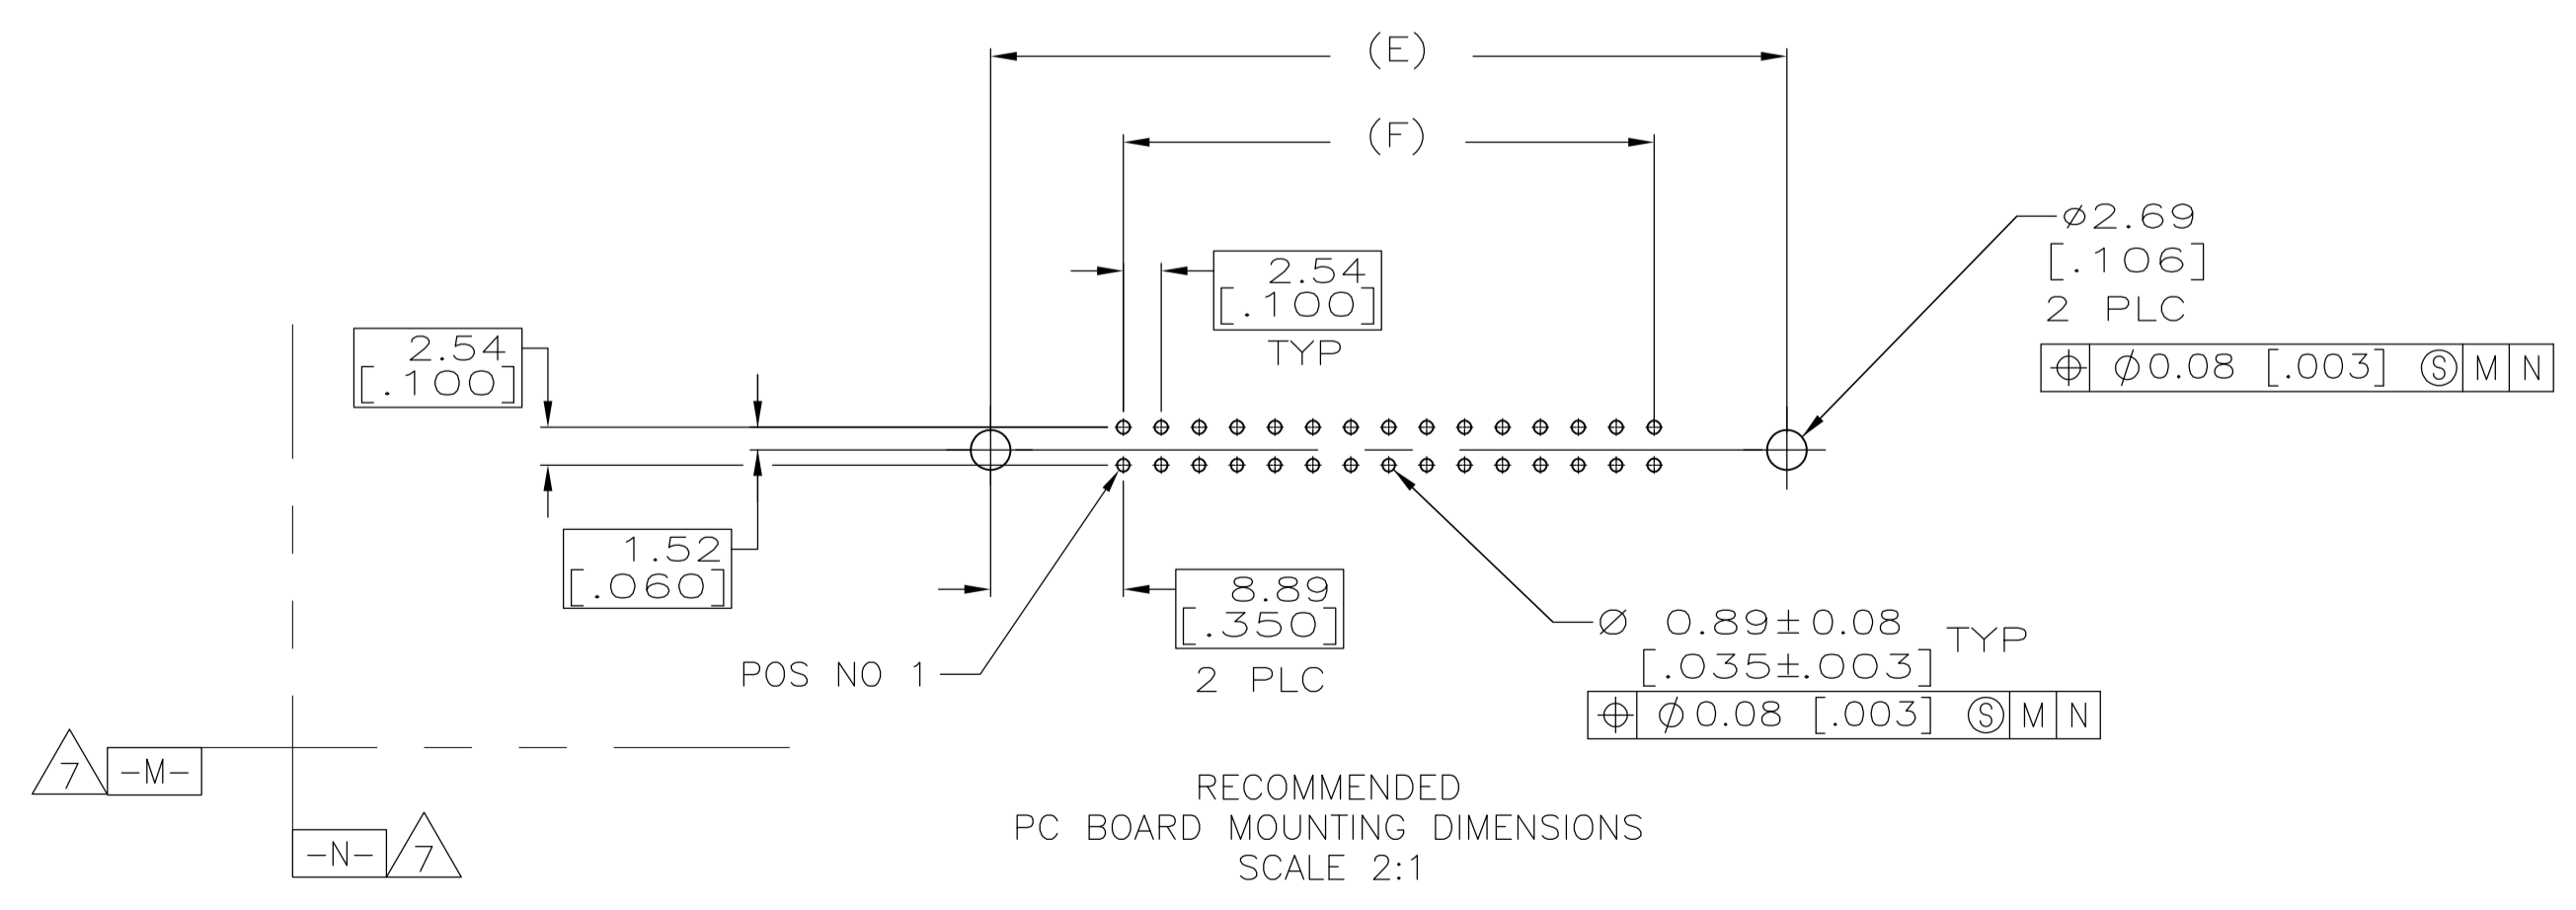 (E)
(F)
⌀2.69
[.106]
2 PLC
⌖ ⌀0.08 [.003] Ⓢ M N
2.54
[.100]
TYP
2.54
[.100]
1.52
[.060]
8.89
[.350]
2 PLC
POS NO 1
⌀ 0.89±0.08 TYP
[.035±.003]
⌖ ⌀0.08 [.003] Ⓢ M N
7 -M-
-N- 7
RECOMMENDED
PC BOARD MOUNTING DIMENSIONS
SCALE 2:1